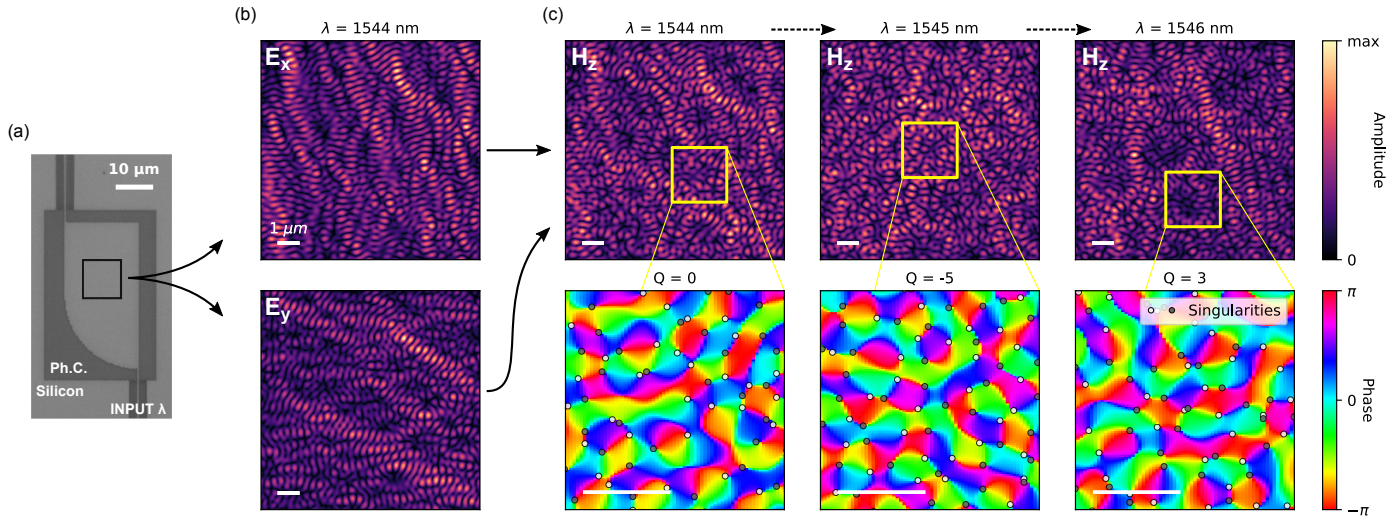 (a)
10 µm
Ph.C.
Silicon
INPUT λ
(b)
λ = 1544 nm
Ex
1 µm
Ey
(c)
λ = 1544 nm
λ = 1545 nm
λ = 1546 nm
Hz
Hz
Hz
max
Amplitude
0
Q = 0
Q = -5
Q = 3
Singularities
π
0
Phase
−π